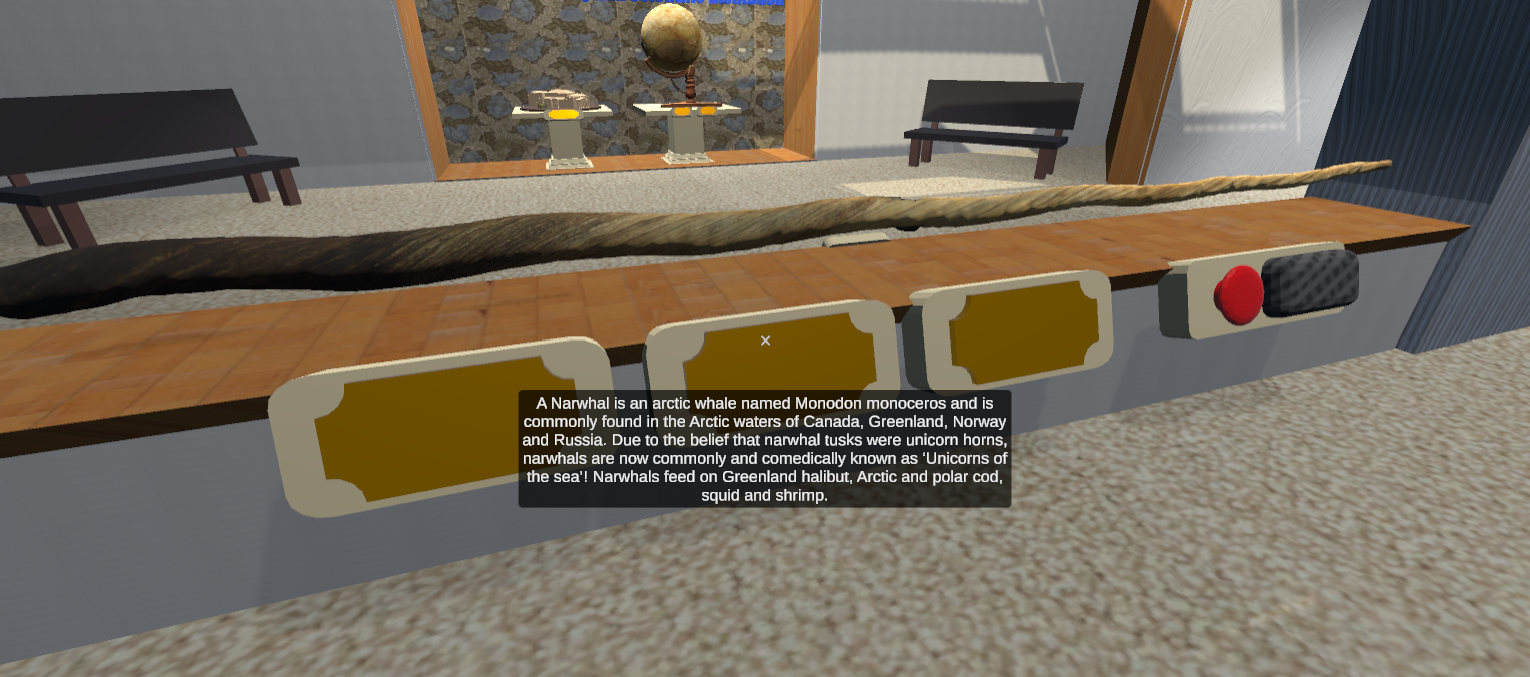 A Narwhal is an arctic whale named Monodon monoceros and is
commonly found in the Arctic waters of Canada, Greenland, Norway
and Russia. Due to the belief that narwhal tusks were unicorn horns,
narwhals are now commonly and comedically known as 'Unicorns of
the sea'! Narwhals feed on Greenland halibut, Arctic and polar cod,
squid and shrimp.